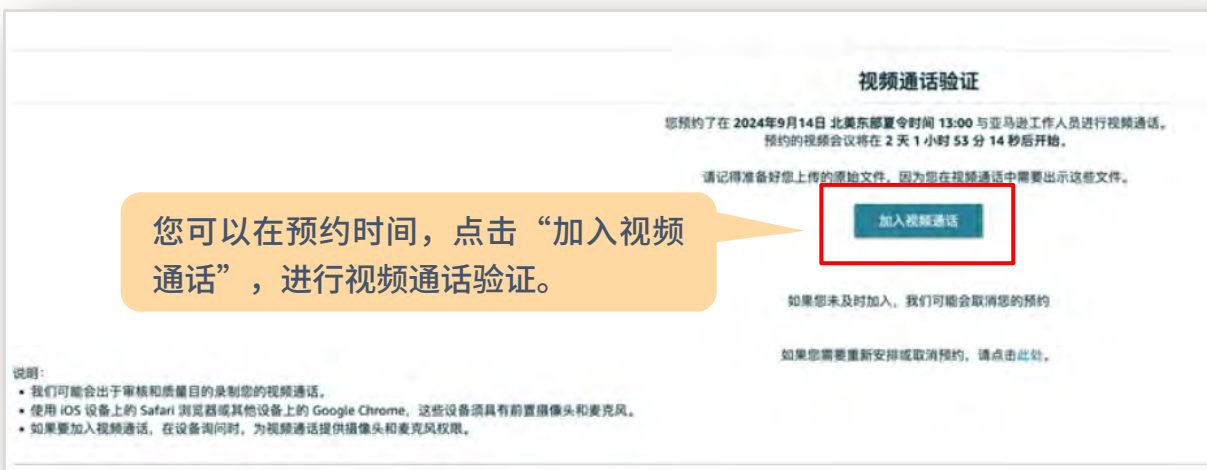 视频通话验证
您预约了在 2024年9月14日 北美东部夏令时间 13:00 与亚马逊工作人员进行视频通话。
预约的视频会议将在 2 天 1 小时 53 分 14 秒后开始。
请记得准备好您上传的原始文件，因为您在视频通话中需要出示这些文件。
加入视频通话
您可以在预约时间，点击“加入视频
通话”，进行视频通话验证。
如果您未及时加入，我们可能会取消您的预约
如果您需要重新安排或取消预约，请点击此处。
说明：
• 我们可能会出于审核和质量目的录制您的视频通话。
• 使用 iOS 设备上的 Safari 浏览器或其他设备上的 Google Chrome，这些设备须具有前置摄像头和麦克风。
• 如果要加入视频通话，在设备询问时，为视频通话提供摄像头和麦克风权限。